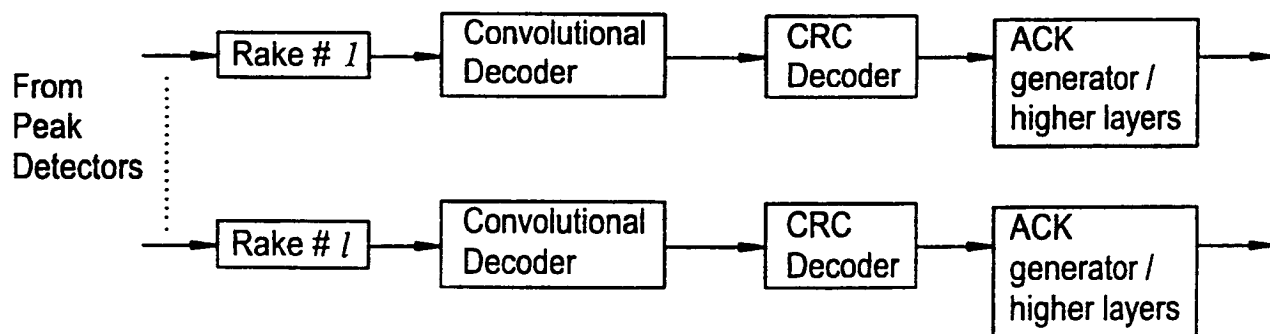 From
Peak
Detectors
Rake # 1
Convolutional
Decoder
CRC
Decoder
ACK
generator /
higher layers
Rake # l
Convolutional
Decoder
CRC
Decoder
ACK
generator /
higher layers